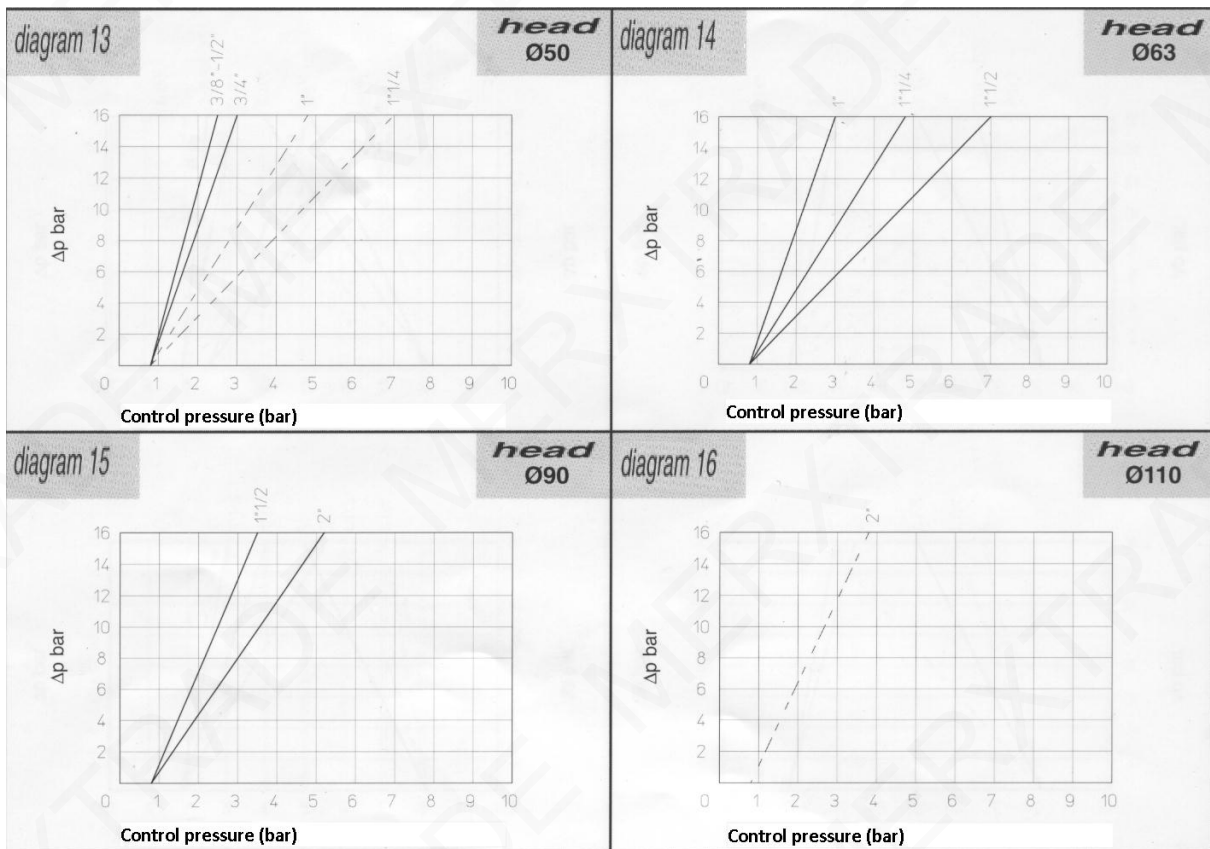 diagram 13
head
Ø50
3/8"-1/2"
3/4"
1"
1"1/4
16
14
12
10
8
6
4
2
Δp bar
0 1 2 3 4 5 6 7 8 9 10
Control pressure (bar)
diagram 14
head
Ø63
1"
1"1/4
1"1/2
16
14
12
10
8
6
4
2
Δp bar
0 1 2 3 4 5 6 7 8 9 10
Control pressure (bar)
diagram 15
head
Ø90
1"1/2
2"
16
14
12
10
8
6
4
2
Δp bar
0 1 2 3 4 5 6 7 8 9 10
Control pressure (bar)
diagram 16
head
Ø110
2"
16
14
12
10
8
6
4
2
Δp bar
0 1 2 3 4 5 6 7 8 9 10
Control pressure (bar)
MERXTRADE